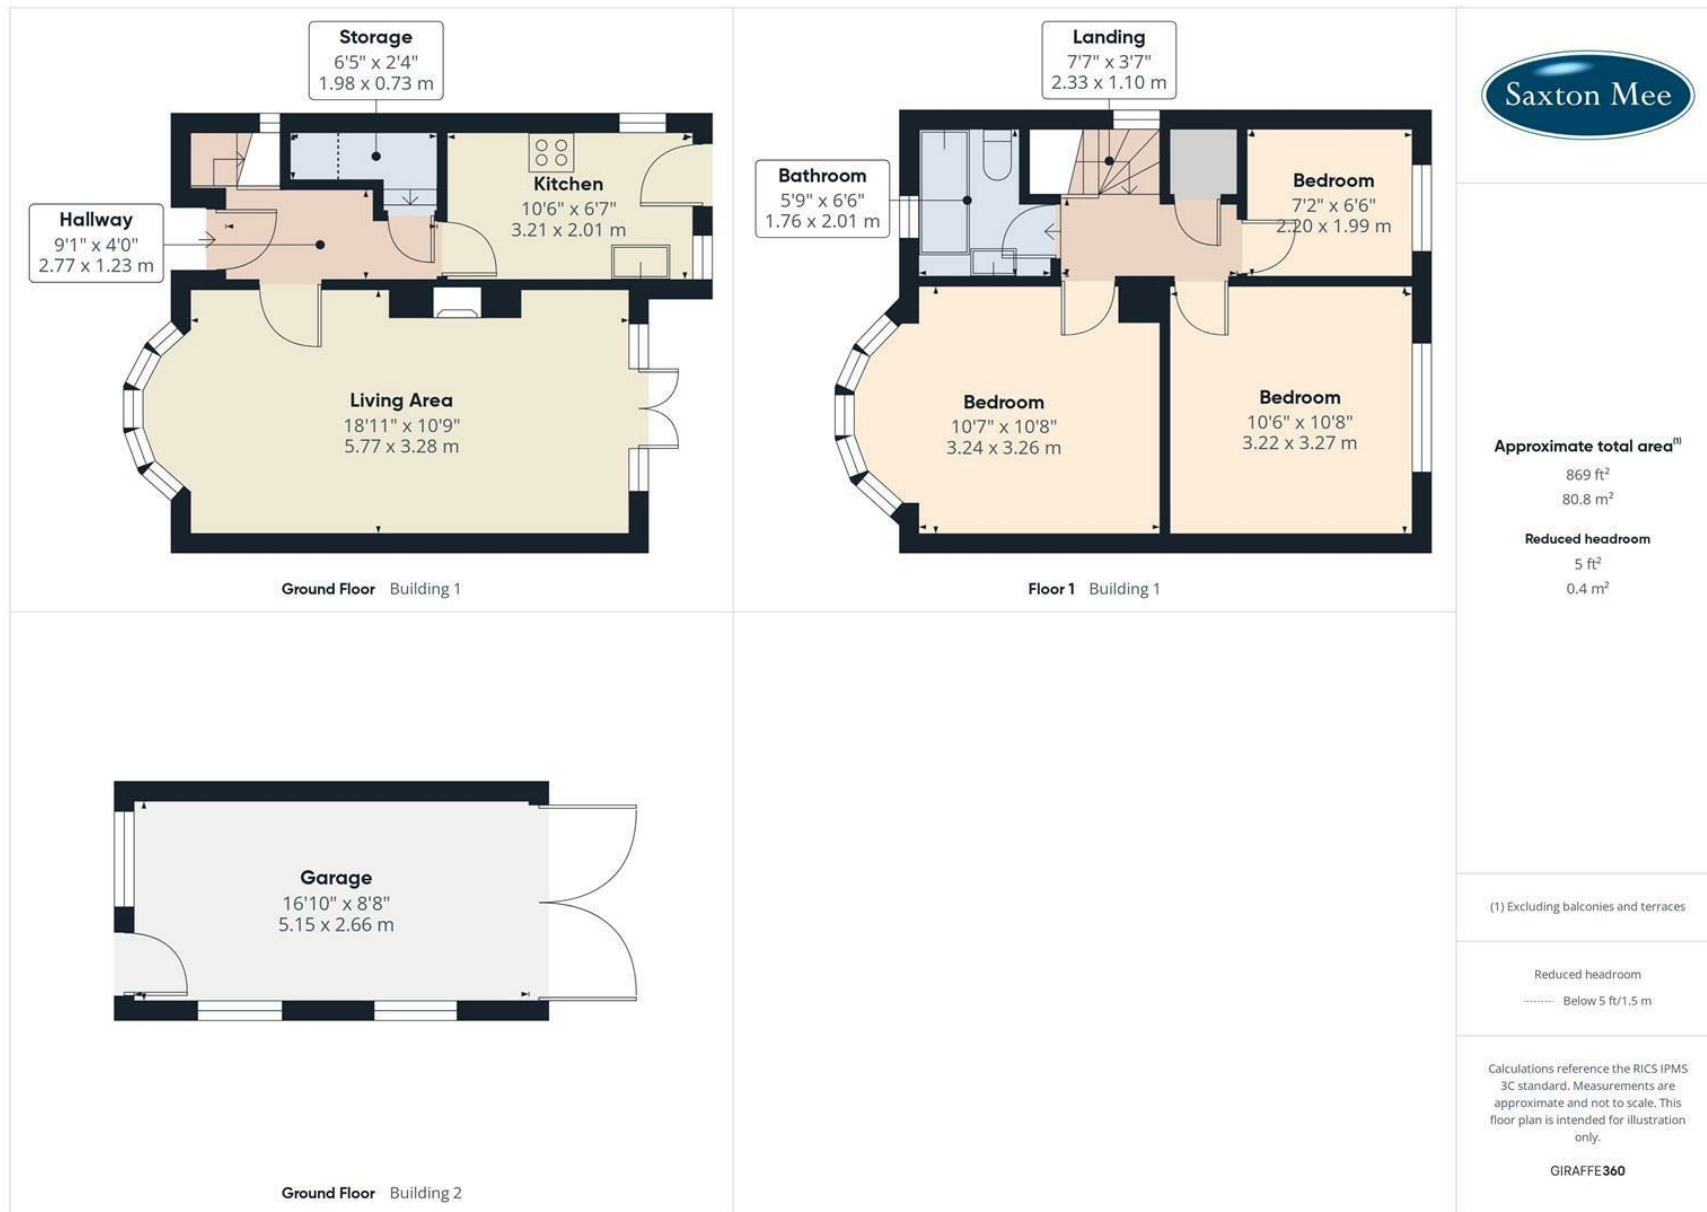 Storage
6'5" x 2'4"
1.98 x 0.73 m
Kitchen
10'6" x 6'7"
3.21 x 2.01 m
Hallway
9'1" x 4'0"
2.77 x 1.23 m
Living Area
18'11" x 10'9"
5.77 x 3.28 m
Ground Floor Building 1
Landing
7'7" x 3'7"
2.33 x 1.10 m
Bathroom
5'9" x 6'6"
1.76 x 2.01 m
Bedroom
7'2" x 6'6"
2.20 x 1.99 m
Bedroom
10'7" x 10'8"
3.24 x 3.26 m
Bedroom
10'6" x 10'8"
3.22 x 3.27 m
Floor 1 Building 1
Garage
16'10" x 8'8"
5.15 x 2.66 m
Ground Floor Building 2
Saxton Mee
Approximate total area⁽¹⁾
869 ft²
80.8 m²
Reduced headroom
5 ft²
0.4 m²
(1) Excluding balconies and terraces
Reduced headroom
Below 5 ft/1.5 m
Calculations reference the RICS IPMS
3C standard. Measurements are
approximate and not to scale. This
floor plan is intended for illustration
only.
GIRAFFE360